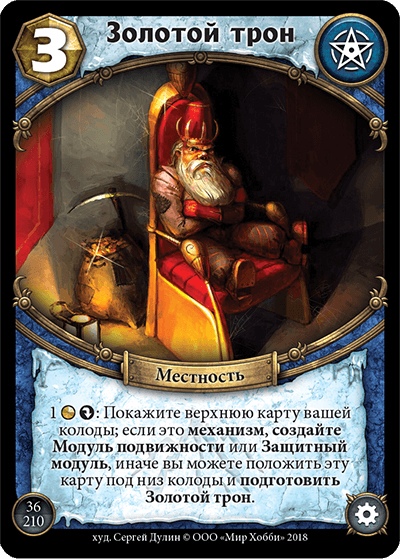 3
Золотой трон
Местность
1 : Покажите верхнюю карту вашей
колоды; если это механизм, создайте
Модуль подвижности или Защитный
модуль, иначе вы можете положить эту
карту под низ колоды и подготовить
Золотой трон.
36
210
худ. Сергей Дулин © ООО «Мир Хобби» 2018